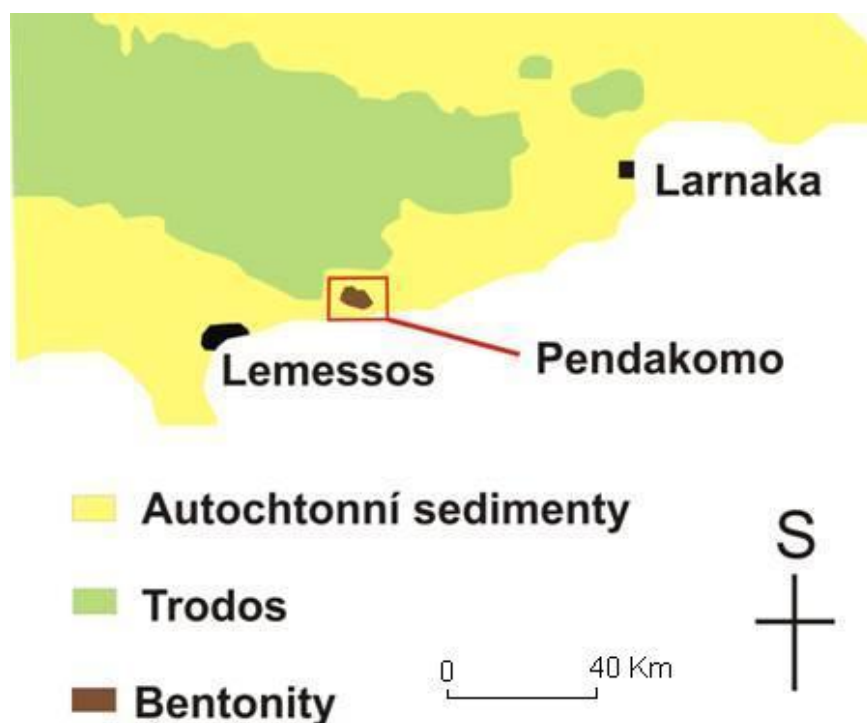 Larnaka
Lemessos
Pendakomo
Autochtonní sedimenty
S
Trodos
0 40 Km
Bentonity